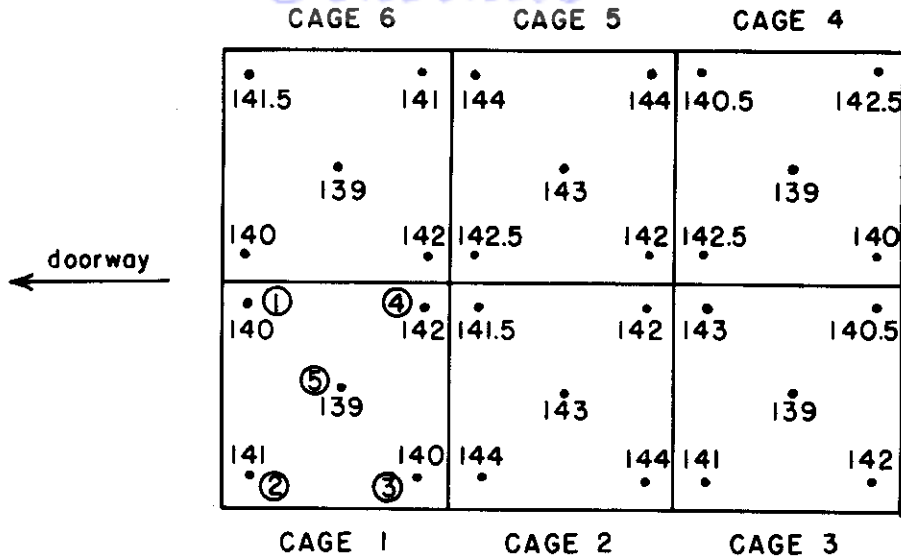 CAGE 6 CAGE 5 CAGE 4
141.5 141 144 144 140.5 142.5
139 143 139
140 142 142.5 142 142.5 140
doorway
① ④
140 142 141.5 142 143 140.5
⑤
139 143 139
141 140 144 144 141 142
② ③
CAGE 1 CAGE 2 CAGE 3